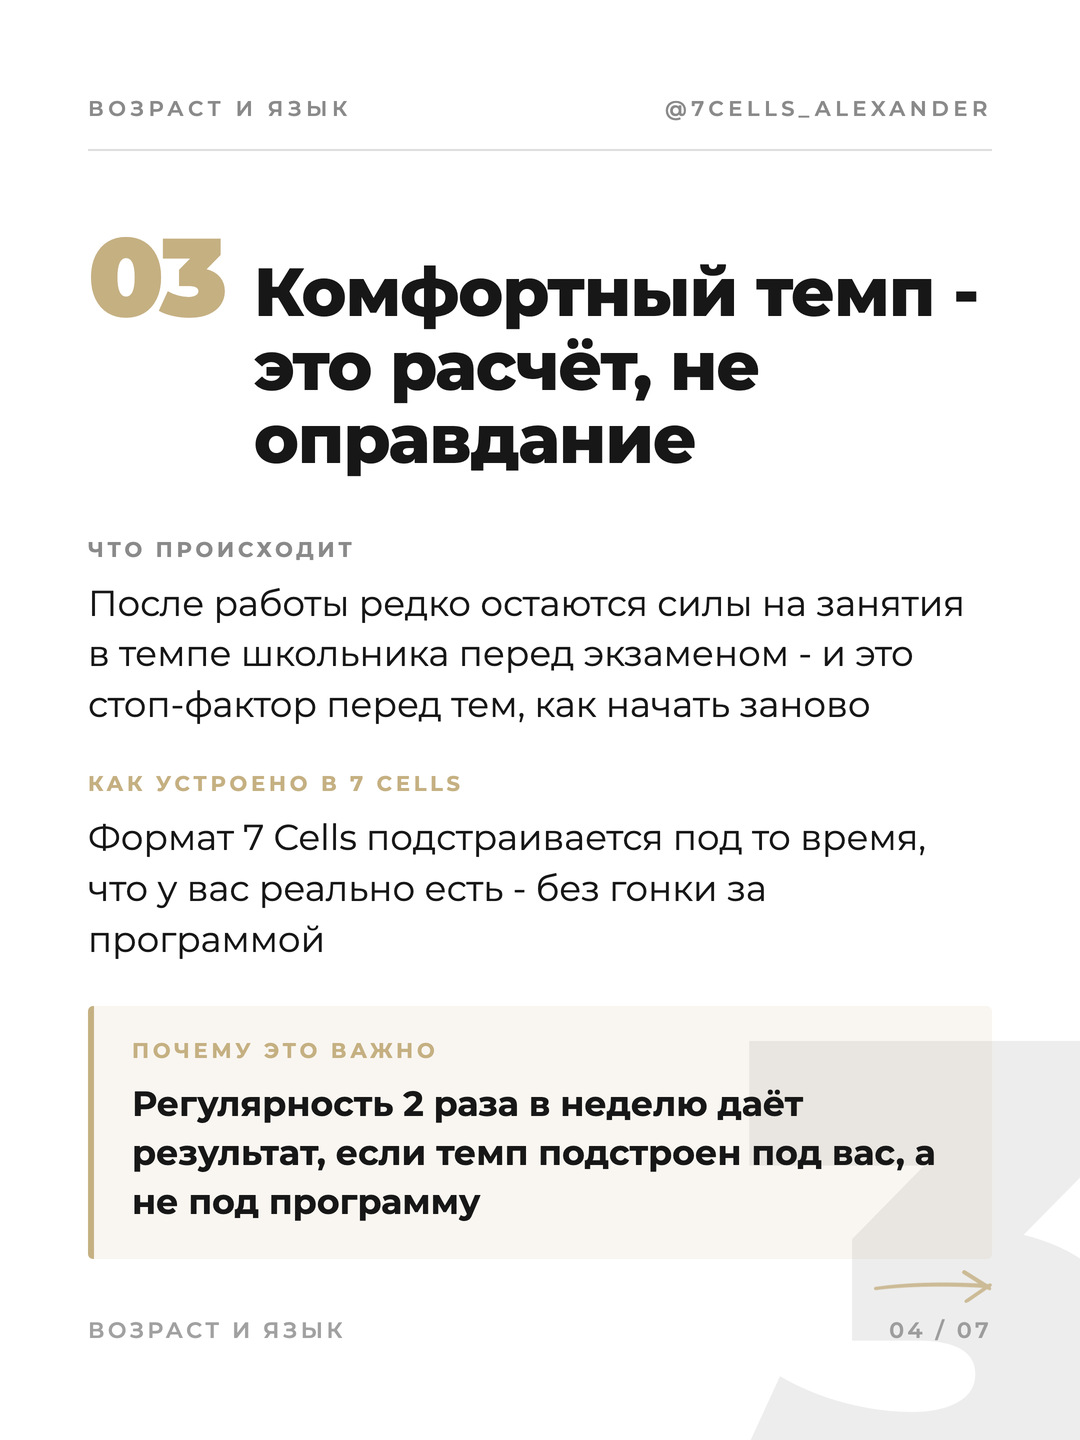 ВОЗРАСТ И ЯЗЫК
@7CELLS_ALEXANDER
03
Комфортный темп -
это расчёт, не
оправдание
ЧТО ПРОИСХОДИТ
После работы редко остаются силы на занятия
в темпе школьника перед экзаменом - и это
стоп-фактор перед тем, как начать заново
КАК УСТРОЕНО В 7 CELLS
Формат 7 Cells подстраивается под то время,
что у вас реально есть - без гонки за
программой
ПОЧЕМУ ЭТО ВАЖНО
Регулярность 2 раза в неделю даёт
результат, если темп подстроен под вас, а
не под программу
ВОЗРАСТ И ЯЗЫК
04 / 07
3